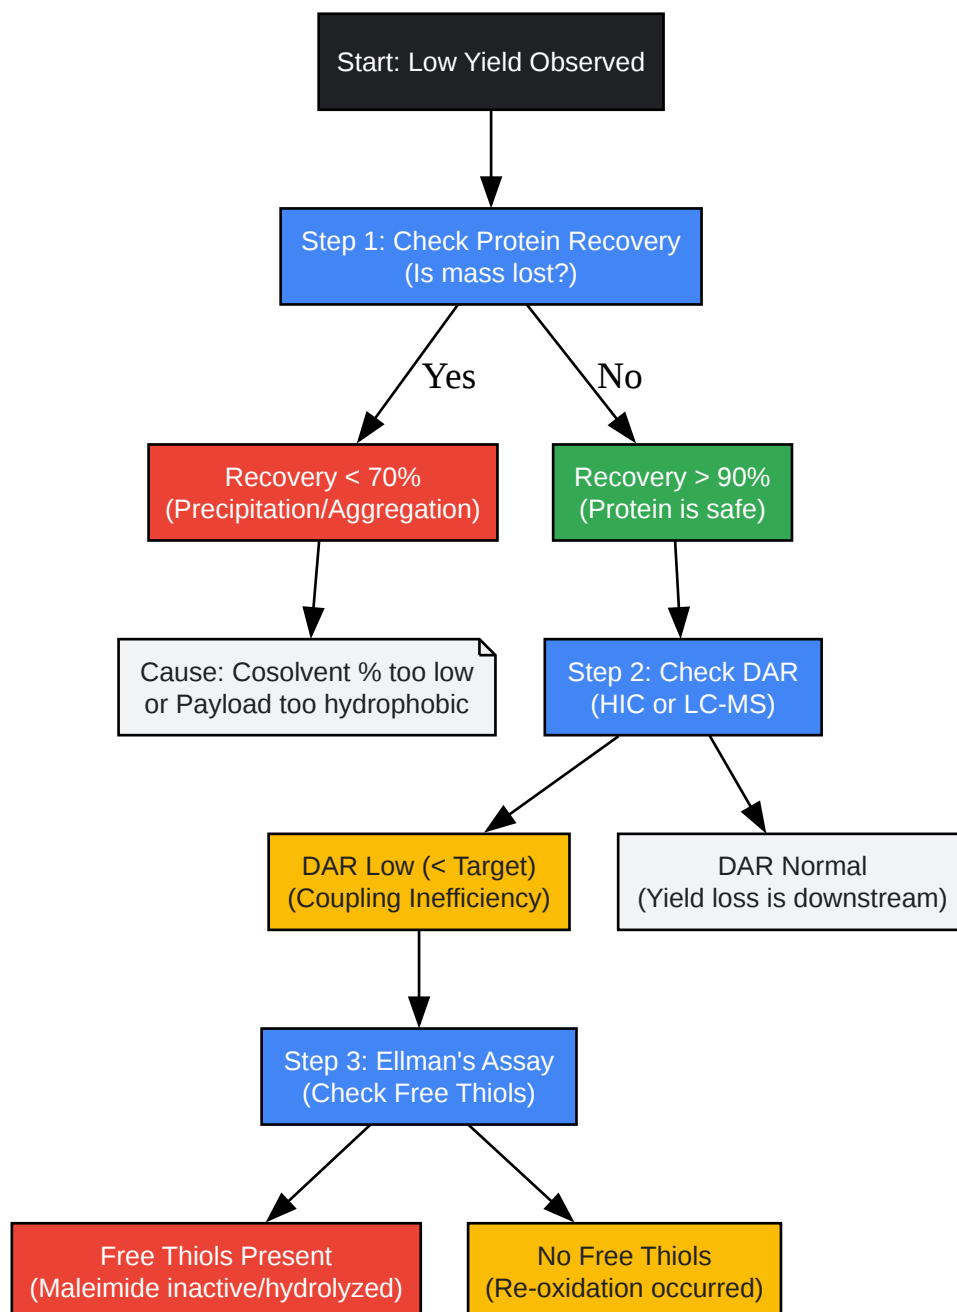 Start: Low Yield Observed
Step 1: Check Protein Recovery
(Is mass lost?)
Yes
No
Recovery < 70%
(Precipitation/Aggregation)
Recovery > 90%
(Protein is safe)
Cause: Cosolvent % too low
or Payload too hydrophobic
Step 2: Check DAR
(HIC or LC-MS)
DAR Low (< Target)
(Coupling Inefficiency)
DAR Normal
(Yield loss is downstream)
Step 3: Ellman's Assay
(Check Free Thiols)
Free Thiols Present
(Maleimide inactive/hydrolyzed)
No Free Thiols
(Re-oxidation occurred)